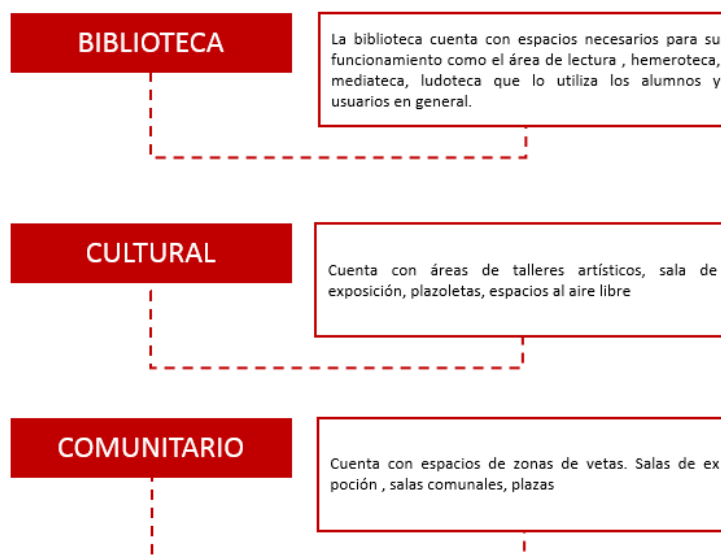 BIBLIOTECA
La biblioteca cuenta con espacios necesarios para su
funcionamiento como el área de lectura , hemeroteca,
mediateca, ludoteca que lo utiliza los alumnos y
usuarios en general.
CULTURAL
Cuenta con áreas de talleres artísticos, sala de
exposición, plazoletas, espacios al aire libre
COMUNITARIO
Cuenta con espacios de zonas de vetas. Salas de ex
poción , salas comunales, plazas